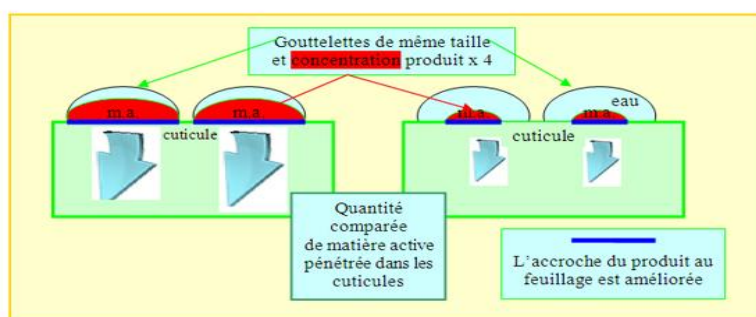 Gouttelettes de même taille
et concentration produit x 4
m.a.
m.a.
m.a.
m.a.
eau
cuticule
cuticule
Quantité
comparée
de matière active
pénétrée dans les
cuticules
L'accroche du produit au
feuillage est améliorée